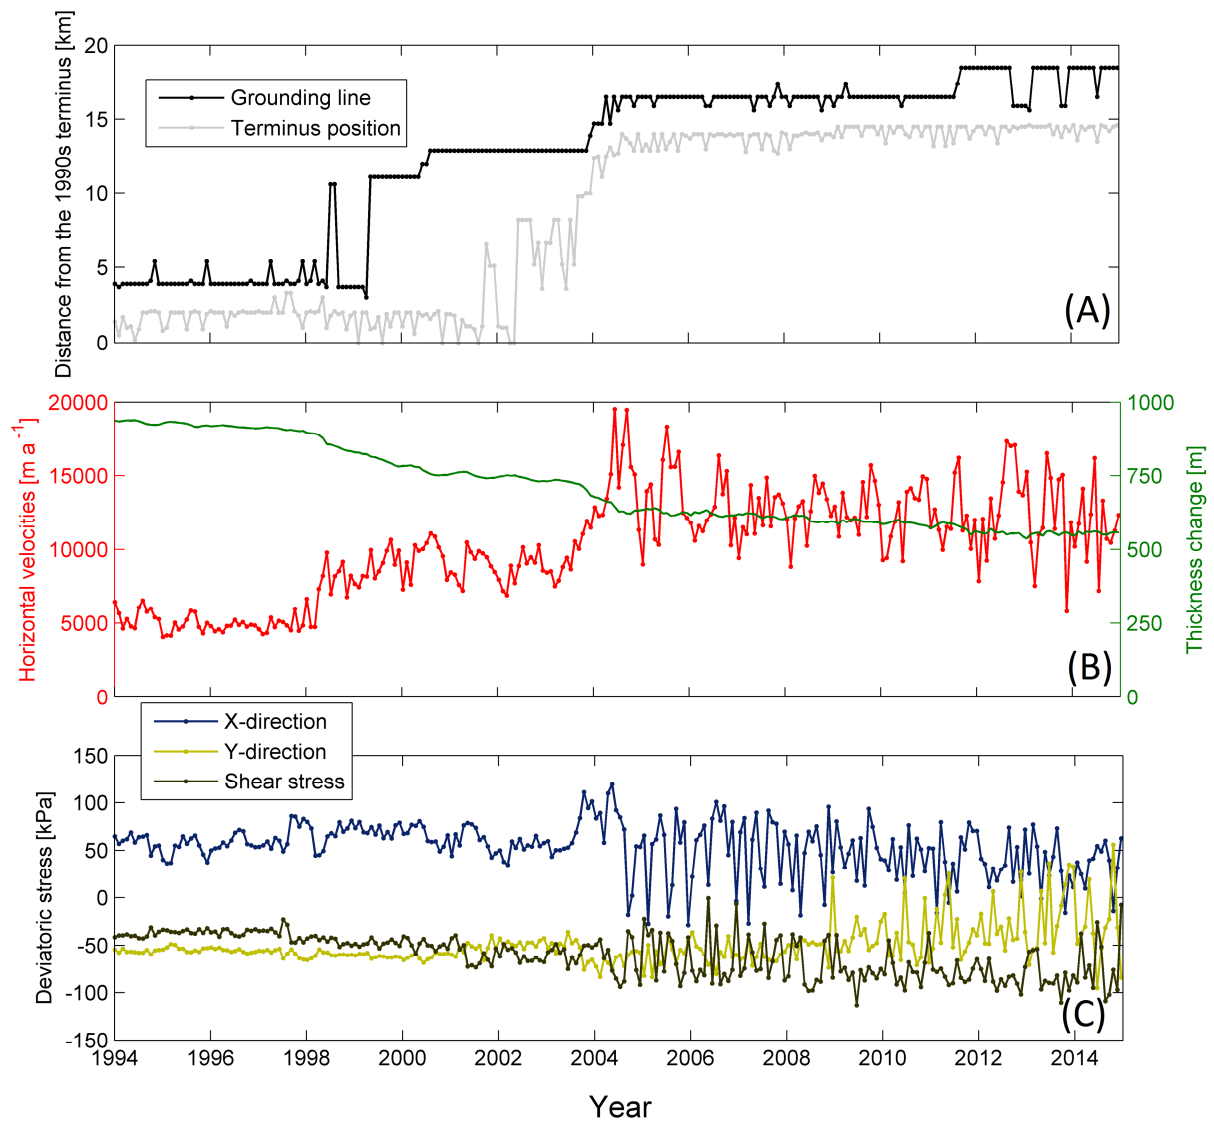 Distance from the 1990s terminus [km]
20
15
10
5
0
Grounding line
Terminus position
(A)
Horizontal velocities [m a⁻¹]
20000
15000
10000
5000
0
1000
750
500
250
0
Thickness change [m]
(B)
X-direction
Y-direction
Shear stress
Deviatoric stress [kPa]
150
100
50
0
-50
-100
-150
(C)
1994 1996 1998 2000 2002 2004 2006 2008 2010 2012 2014
Year